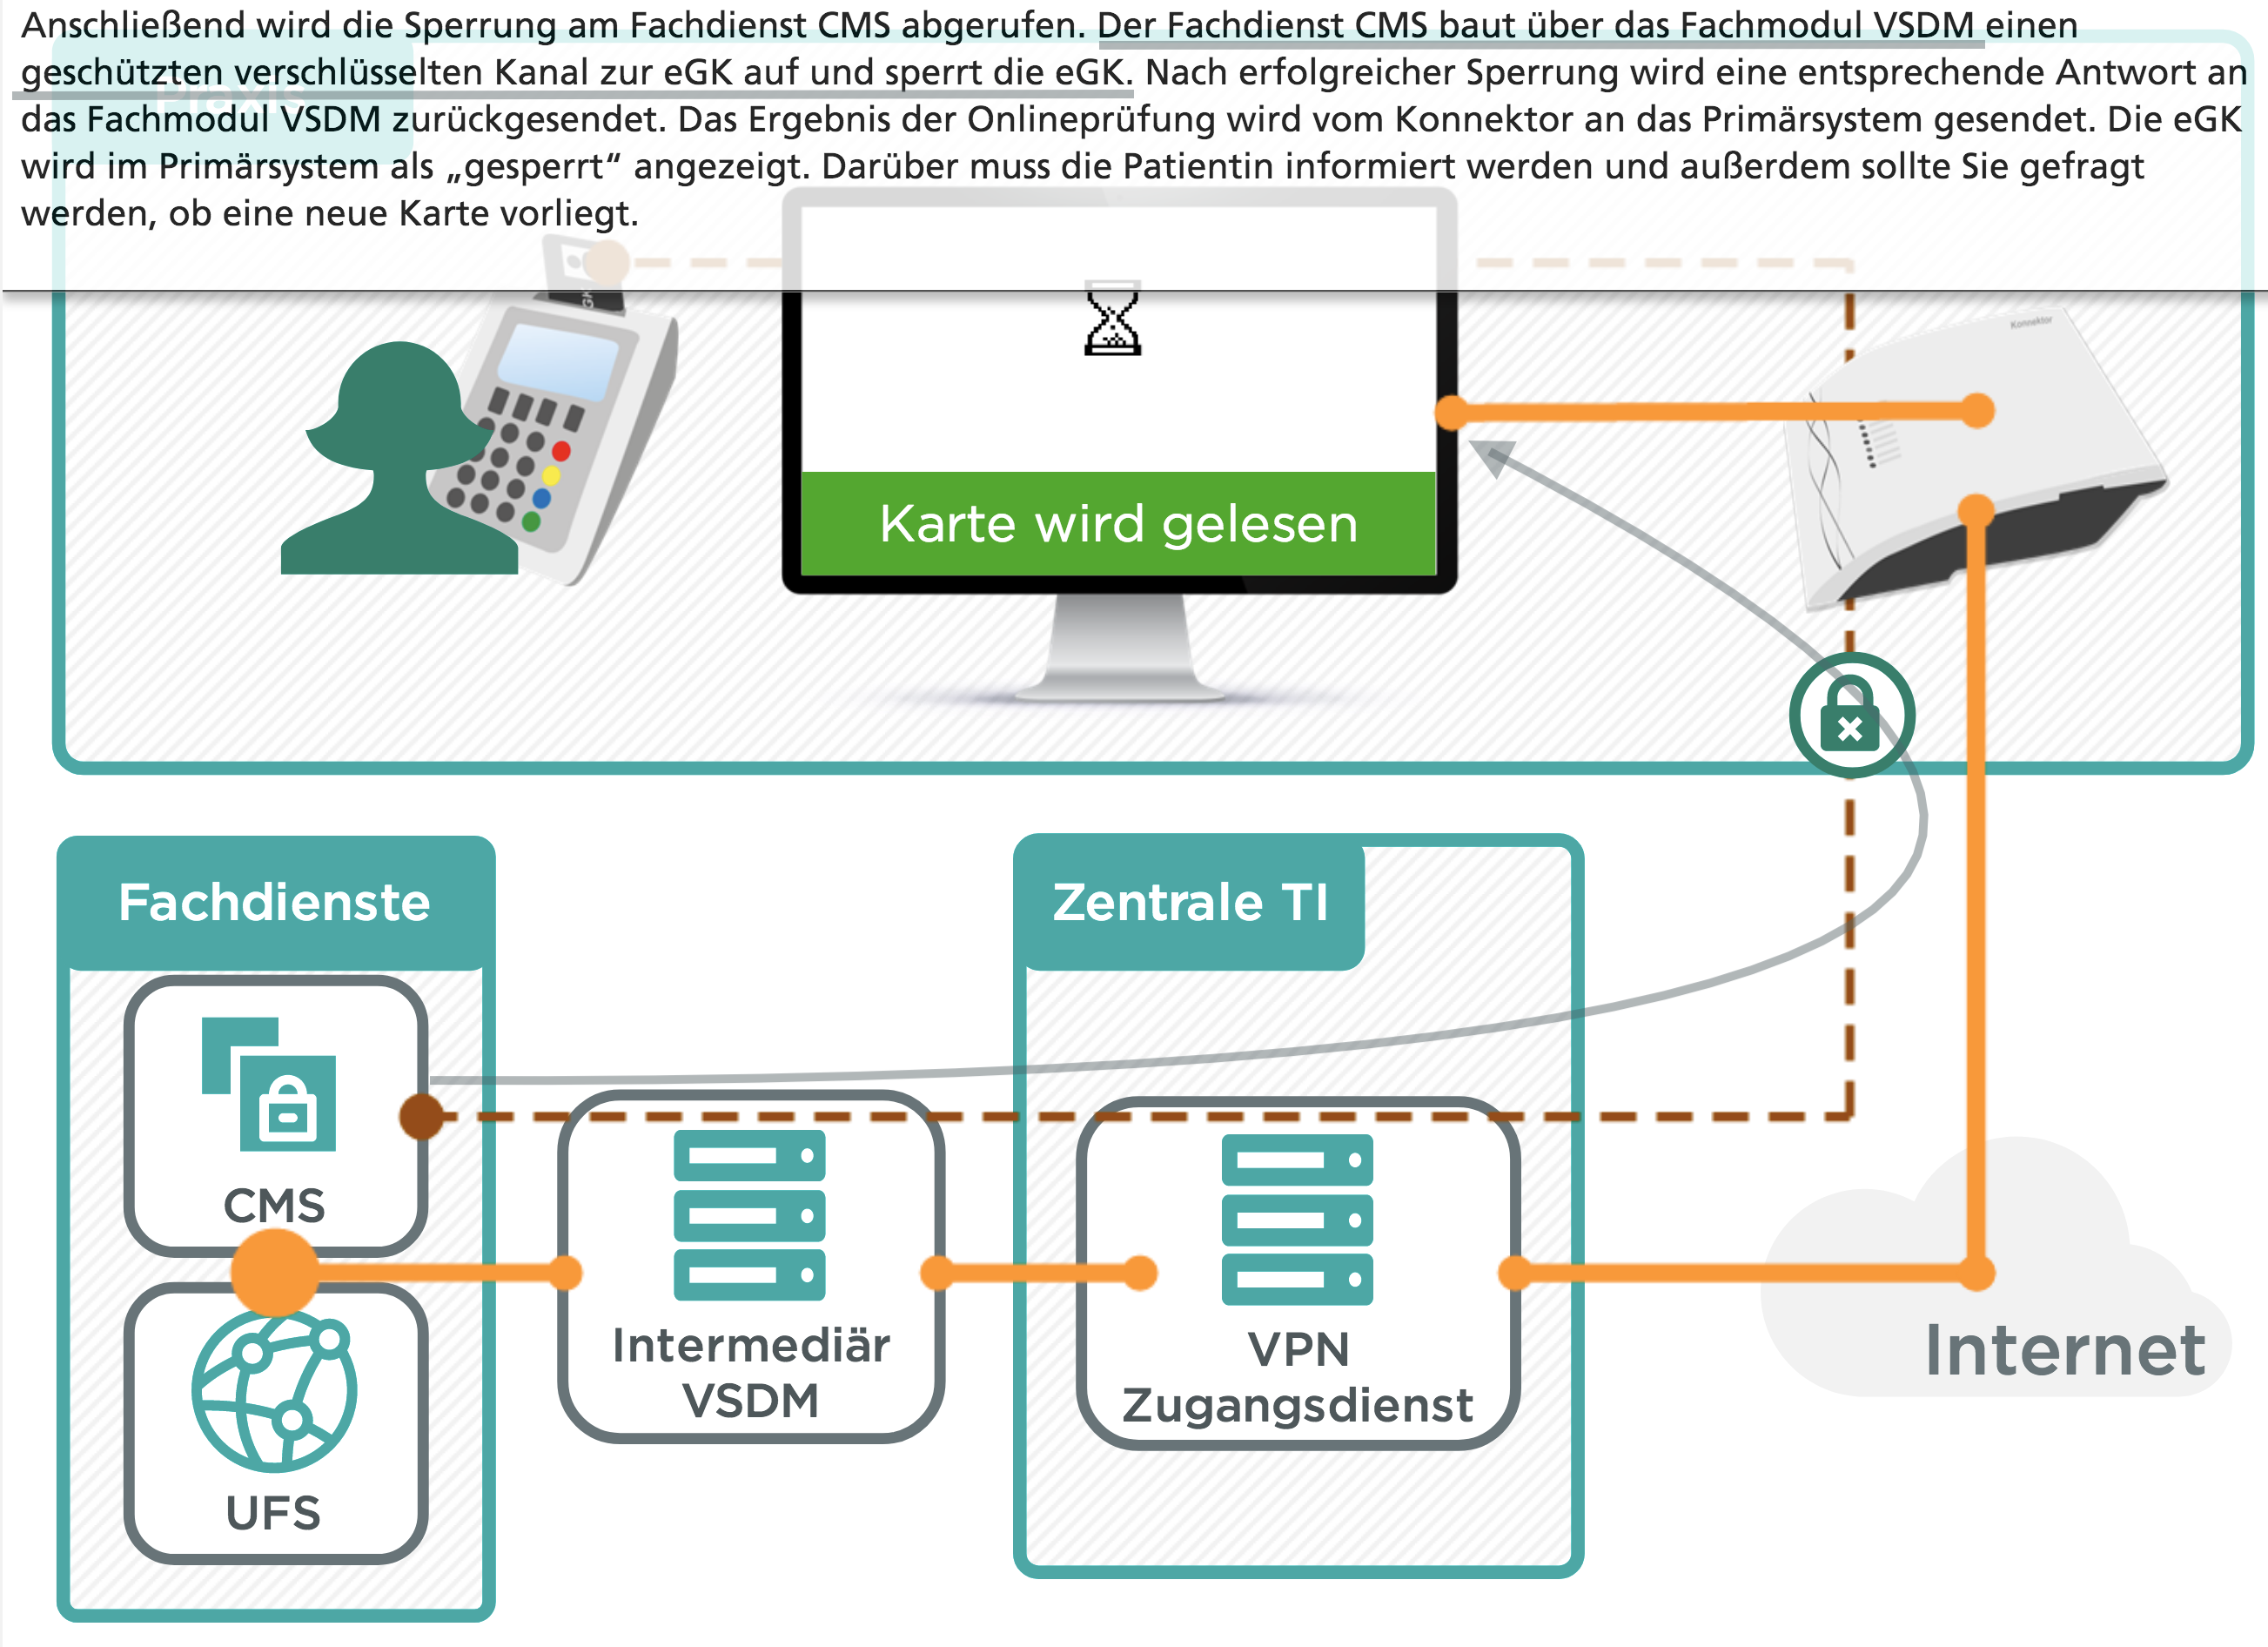 Anschließend wird die Sperrung am Fachdienst CMS abgerufen. Der Fachdienst CMS baut über das Fachmodul VSDM einen
geschützten verschlüsselten Kanal zur eGK auf und sperrt die eGK. Nach erfolgreicher Sperrung wird eine entsprechende Antwort an
das Fachmodul VSDM zurückgesendet. Das Ergebnis der Onlineprüfung wird vom Konnektor an das Primärsystem gesendet. Die eGK
wird im Primärsystem als „gesperrt“ angezeigt. Darüber muss die Patientin informiert werden und außerdem sollte Sie gefragt
werden, ob eine neue Karte vorliegt.
Praxis
Konnektor
Karte wird gelesen
Fachdienste
Zentrale TI
CMS
Intermediär
VSDM
VPN
Zugangsdienst
Internet
UFS